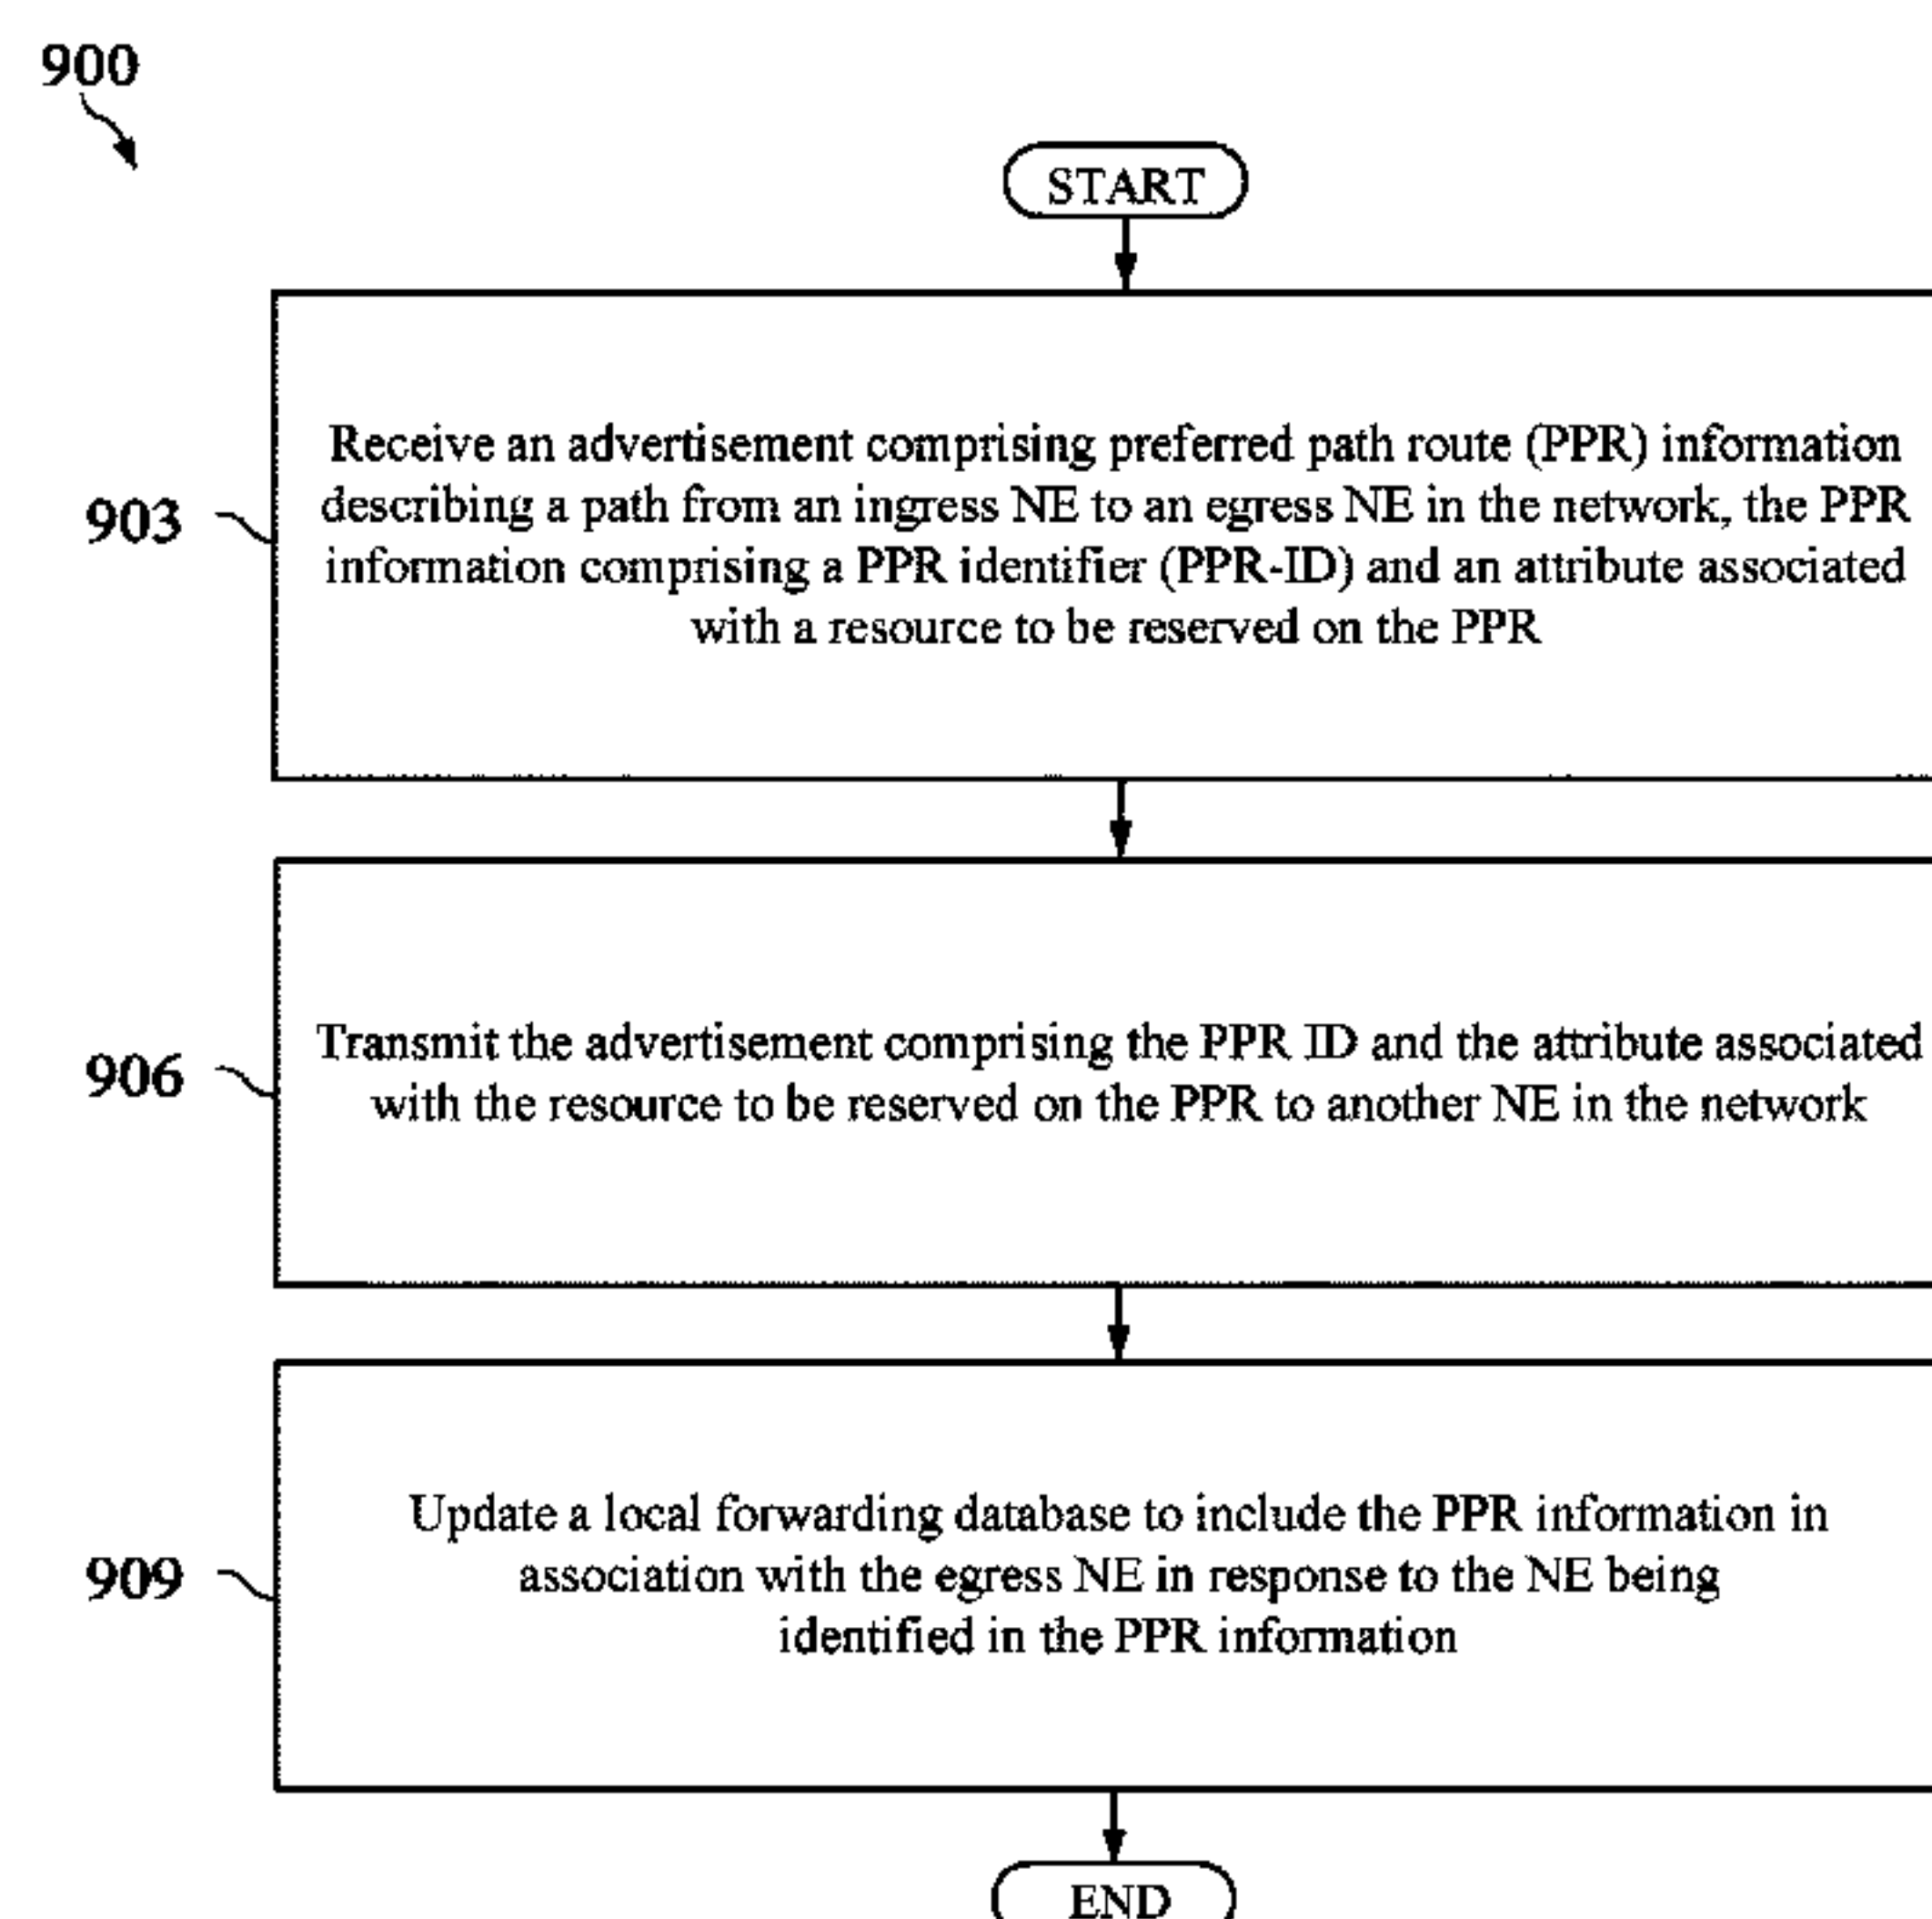 900
START
903
Receive an advertisement comprising preferred path route (PPR) information
describing a path from an ingress NE to an egress NE in the network, the PPR
information comprising a PPR identifier (PPR-ID) and an attribute associated
with a resource to be reserved on the PPR
906
Transmit the advertisement comprising the PPR ID and the attribute associated
with the resource to be reserved on the PPR to another NE in the network
909
Update a local forwarding database to include the PPR information in
association with the egress NE in response to the NE being
identified in the PPR information
END